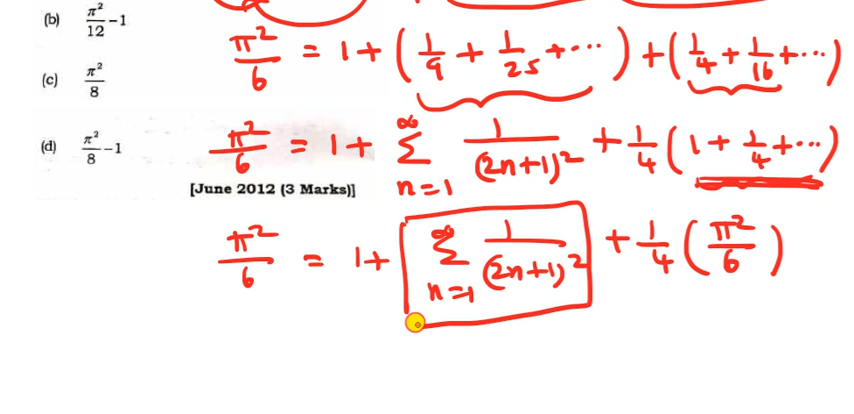 (b) π²/12 − 1
π²/6 = 1 + (1/9 + 1/25 + ⋯) + (1/4 + 1/16 + ⋯)
(c) π²/8
(d) π²/8 − 1
π²/6 = 1 + ∞ Σ n=1 1/(2n+1)² + 1/4 (1 + 1/4 + ⋯)
[June 2012 (3 Marks)]
π²/6 = 1 + ∞ Σ n=1 1/(2n+1)² + 1/4 (π²/6)